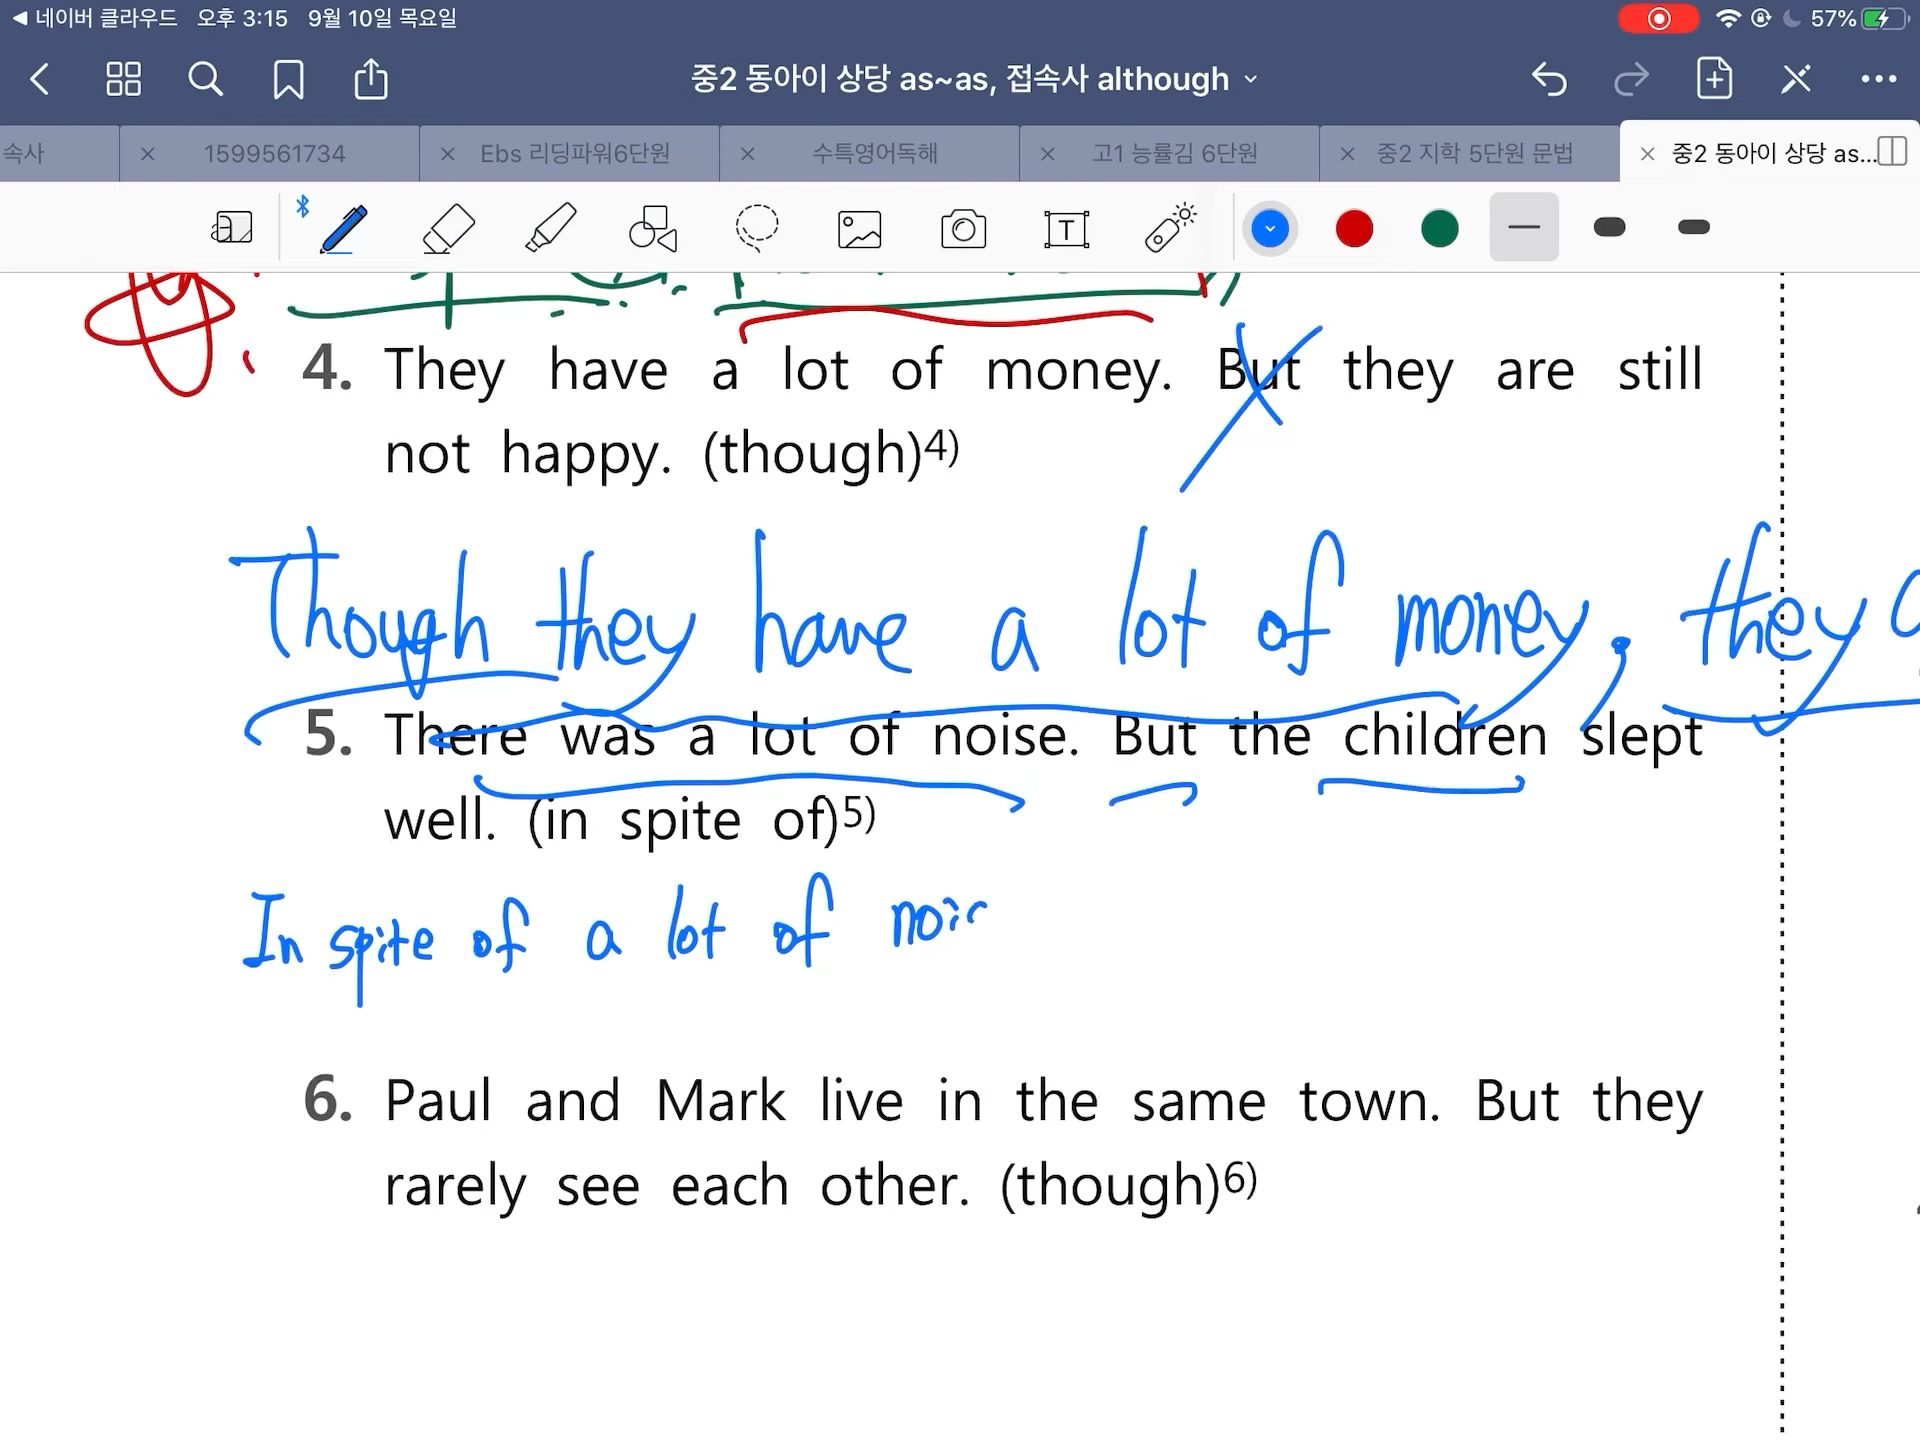 ◀ 네이버 클라우드 오후 3:15 9월 10일 목요일 57%
중2 동아이 상당 as~as, 접속사 although
속사 × 1599561734 × Ebs 리딩파워6단원 × 수특영어독해 × 고1 능률김 6단원 × 중2 지학 5단원 문법 × 중2 동아이 상당 as...
T
4. They have a lot of money. But they are still
not happy. (though)4)
Though they have a lot of money, they
5. There was a lot of noise. But the children slept
well. (in spite of)5)
In spite of a lot of
6. Paul and Mark live in the same town. But they
rarely see each other. (though)6)